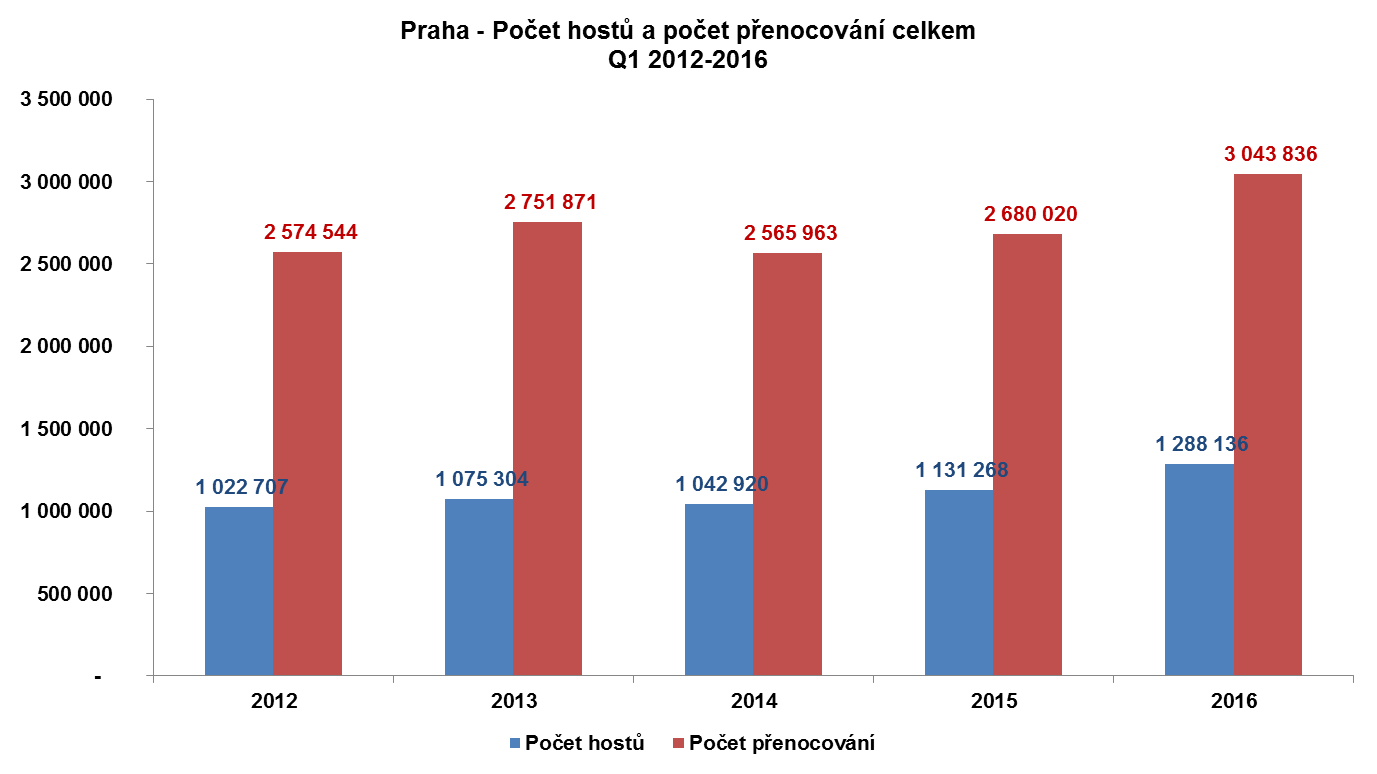 Praha - Počet hostů a počet přenocování celkem
Q1 2012-2016
3 500 000
3 000 000
2 500 000
2 000 000
1 500 000
1 000 000
500 000
-
2 574 544
2 751 871
2 565 963
2 680 020
3 043 836
1 022 707
1 075 304
1 042 920
1 131 268
1 288 136
2012
2013
2014
2015
2016
Počet hostů
Počet přenocování